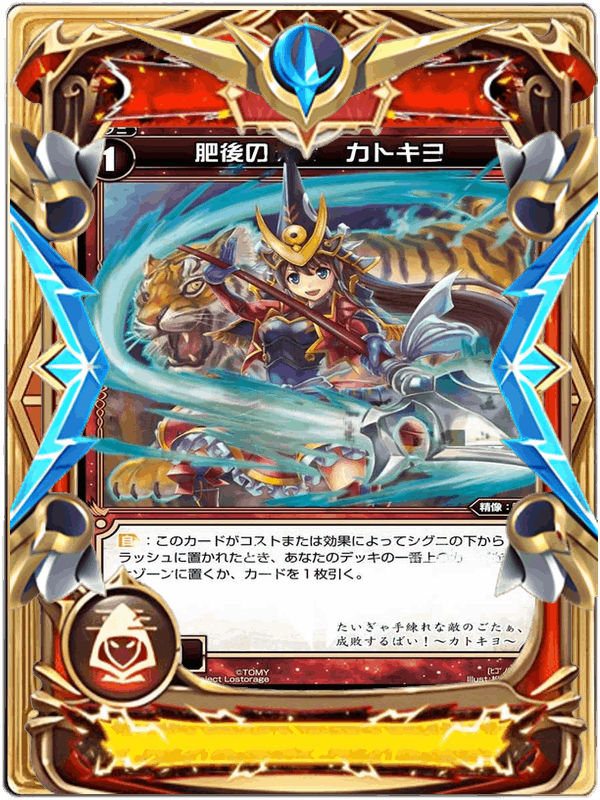 1 肥後の カトキヨ
精像：
自：このカードがコストまたは効果によってシグニの下から
ラッシュに置かれたとき、あなたのデッキの一番上の
ゾーンに置くか、カードを１枚引く。
たいぎゃ手練れな敵のごたぁ、
成敗するばい！～カトキヨ～
©TOMY
ject Lostorage
Illust: